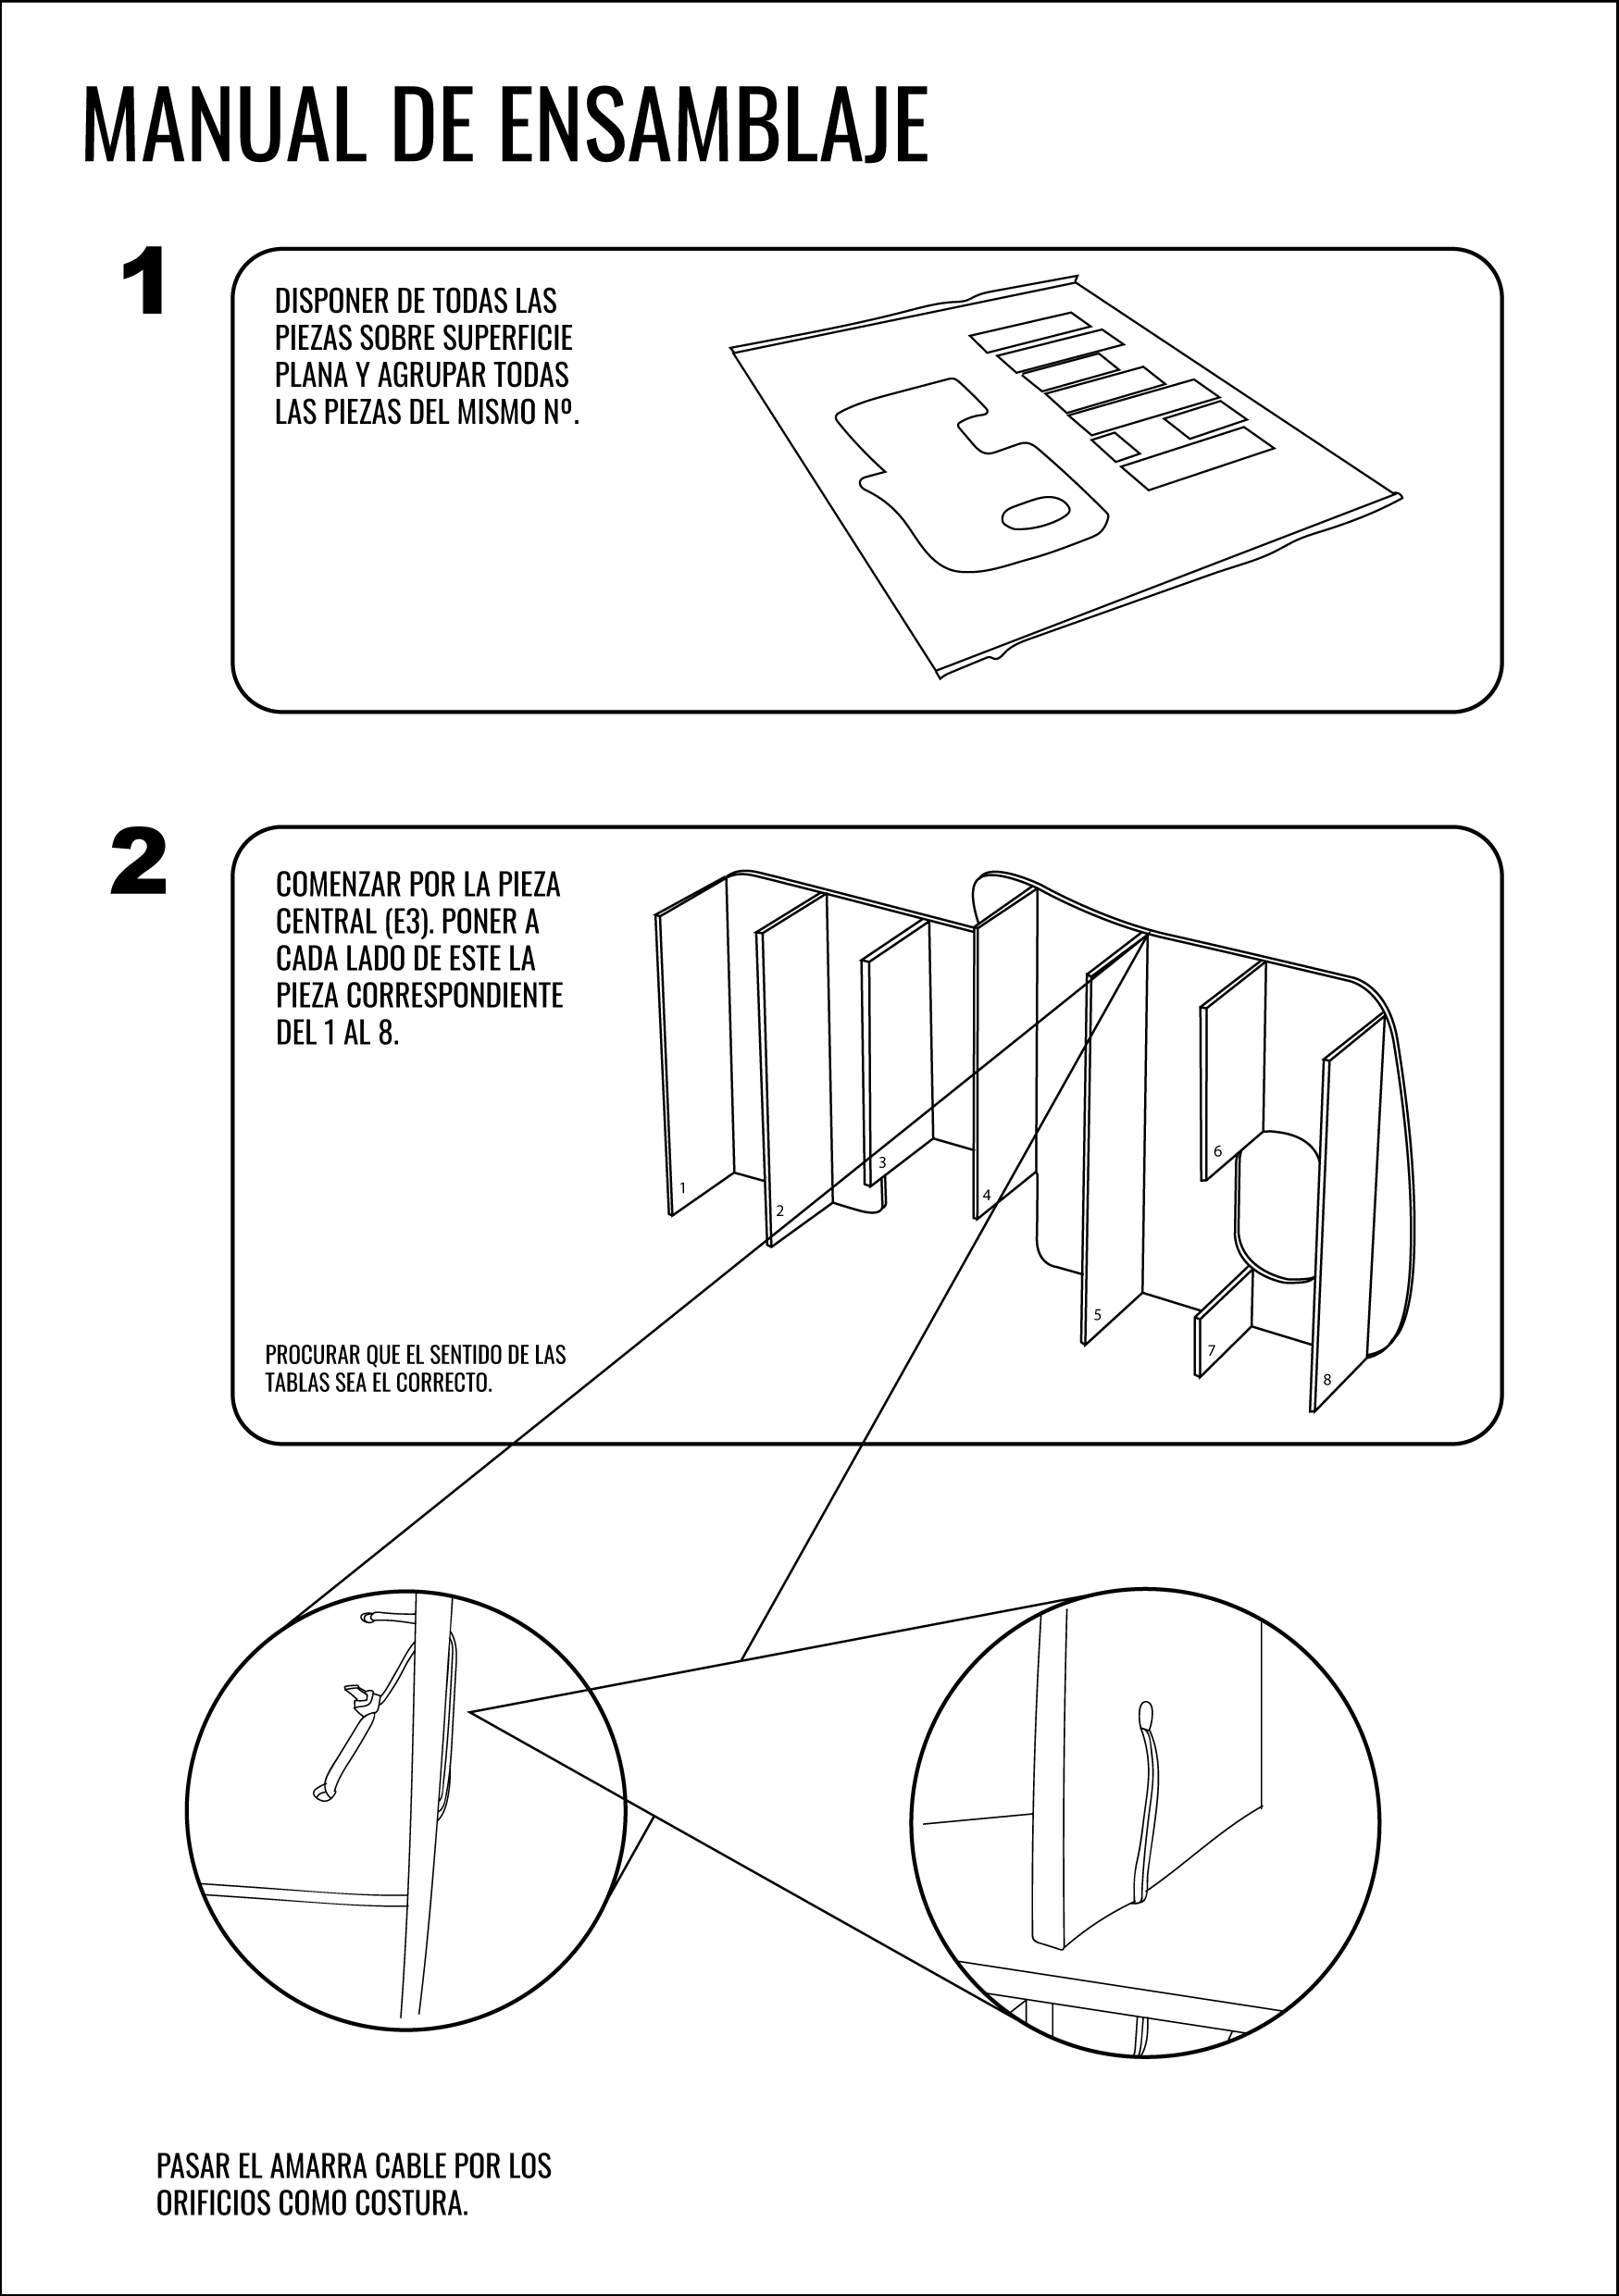 MANUAL DE ENSAMBLAJE
1
DISPONER DE TODAS LAS
PIEZAS SOBRE SUPERFICIE
PLANA Y AGRUPAR TODAS
LAS PIEZAS DEL MISMO Nº.
2
COMENZAR POR LA PIEZA
CENTRAL (E3). PONER A
CADA LADO DE ESTE LA
PIEZA CORRESPONDIENTE
DEL 1 AL 8.
1
2
3
4
5
6
7
8
PROCURAR QUE EL SENTIDO DE LAS
TABLAS SEA EL CORRECTO.
PASAR EL AMARRA CABLE POR LOS
ORIFICIOS COMO COSTURA.